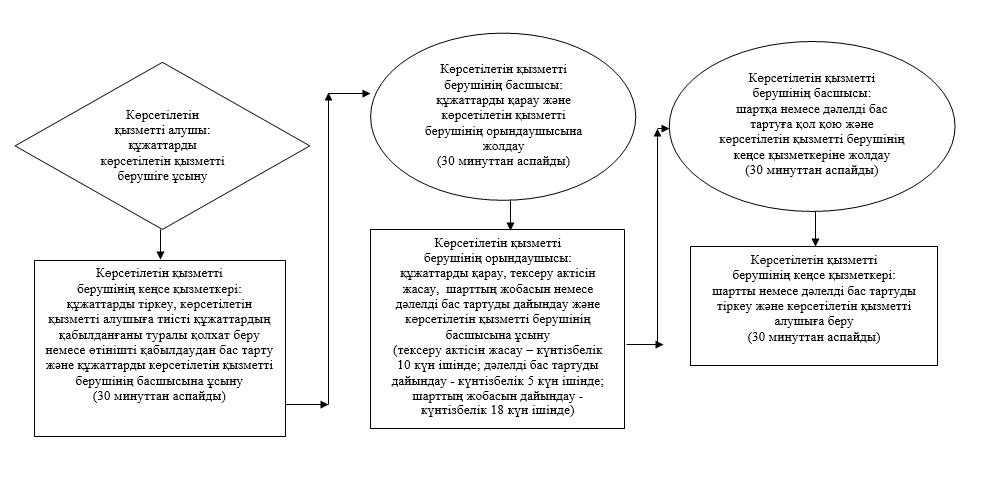 Көрсетілетін
қызметті алушы:
құжаттарды
көрсетілетін қызметті
берушіге ұсыну
Көрсетілетін қызметті
берушінің кеңсе қызметкері:
құжаттарды тіркеу, көрсетілетін
қызметті алушыға тиісті құжаттардың
қабылданғаны туралы қолхат беру
немесе өтінішті қабылдаудан бас тарту
және құжаттарды көрсетілетін қызметті
берушінің басшысына ұсыну
(30 минуттан аспайды)
Көрсетілетін қызметті
берушінің басшысы:
құжаттарды қарау және
көрсетілетін қызметті
берушінің орындаушысына
жолдау
(30 минуттан аспайды)
Көрсетілетін қызметті
берушінің орындаушысы:
құжаттарды қарау, тексеру актісін
жасау, шарттың жобасын немесе
дәлелді бас тартуды дайындау және
көрсетілетін қызметті берушінің
басшысына ұсыну
(тексеру актісін жасау – күнтізбелік
10 күн ішінде; дәлелді бас тартуды
дайындау - күнтізбелік 5 күн ішінде;
шарттың жобасын дайындау -
күнтізбелік 18 күн ішінде)
Көрсетілетін қызметті
берушінің басшысы:
шартқа немесе дәлелді бас
тартуға қол қою және
көрсетілетін қызметті берушінің
кеңсе қызметкеріне жолдау
(30 минуттан аспайды)
Көрсетілетін қызметті
берушінің кеңсе қызметкері:
шартты немесе дәлелді бас тартуды
тіркеу және көрсетілетін қызметті
алушыға беру
(30 минуттан аспайды)